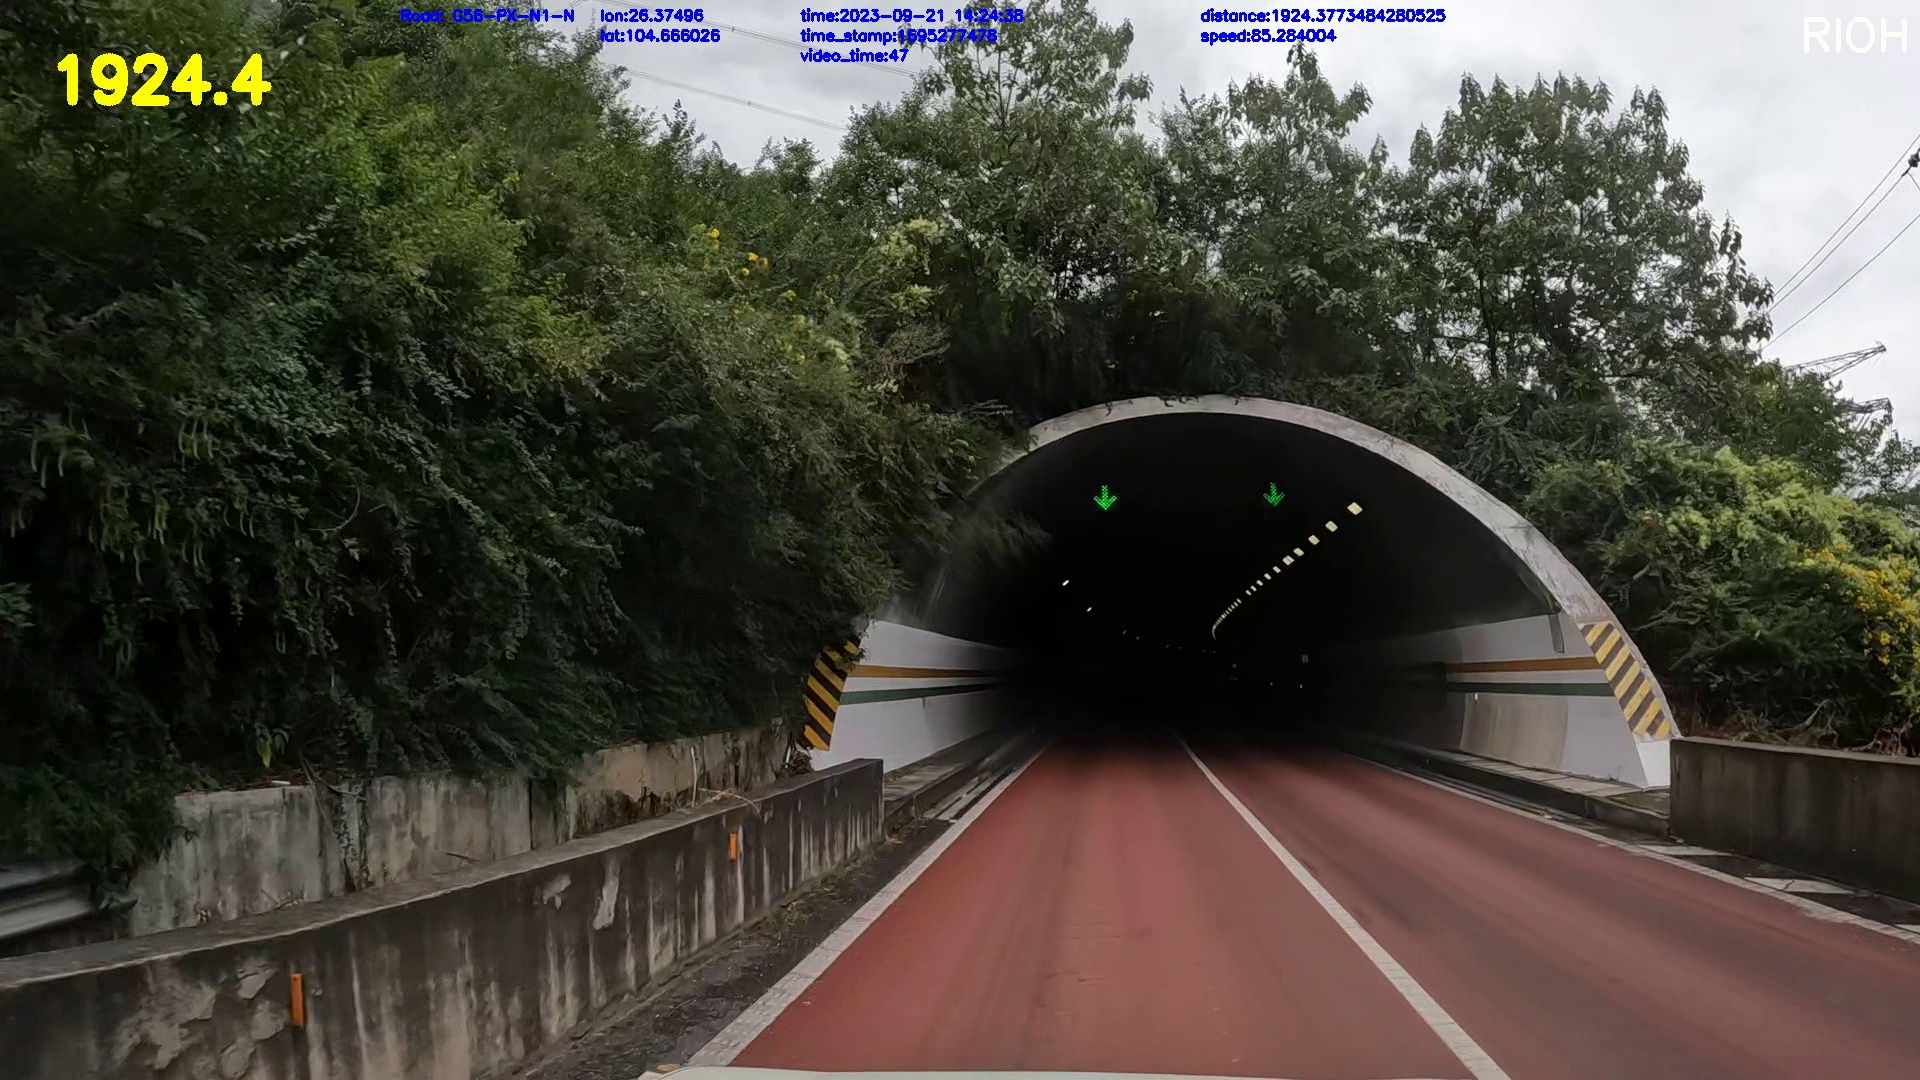 Road: G56-PX-N1-N lon:26.37496 time:2023-09-21 14:24:38 distance:1924.3773484280525
lat:104.666026 time_stamp:1695277478 speed:85.284004
video_time:47
RIOH
1924.4